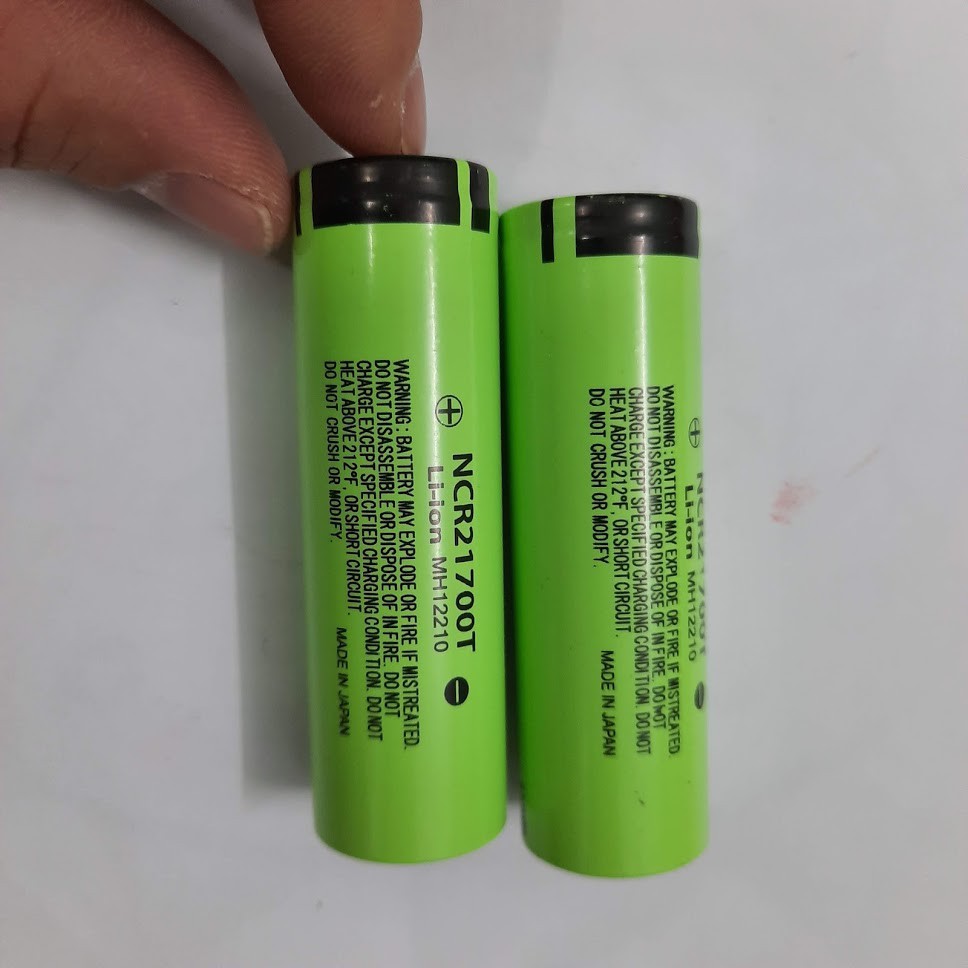 ⊕ NCR21700T ⊖
Li-ion MH12210
WARNING : BATTERY MAY EXPLODE OR FIRE IF MISTREATED.
DO NOT DISASSEMBLE OR DISPOSE OF IN FIRE. DO NOT
CHARGE EXCEPT SPECIFIED CHARGING CONDITION. DO NOT
HEAT ABOVE 212°F, OR SHORT CIRCUIT.
DO NOT CRUSH OR MODIFY.
MADE IN JAPAN
⊕ NCR21700T ⊖
Li-ion MH12210
WARNING : BATTERY MAY EXPLODE OR FIRE IF MISTREATED.
DO NOT DISASSEMBLE OR DISPOSE OF IN FIRE. DO NOT
CHARGE EXCEPT SPECIFIED CHARGING CONDITION. DO NOT
HEAT ABOVE 212°F, OR SHORT CIRCUIT.
DO NOT CRUSH OR MODIFY.
MADE IN JAPAN